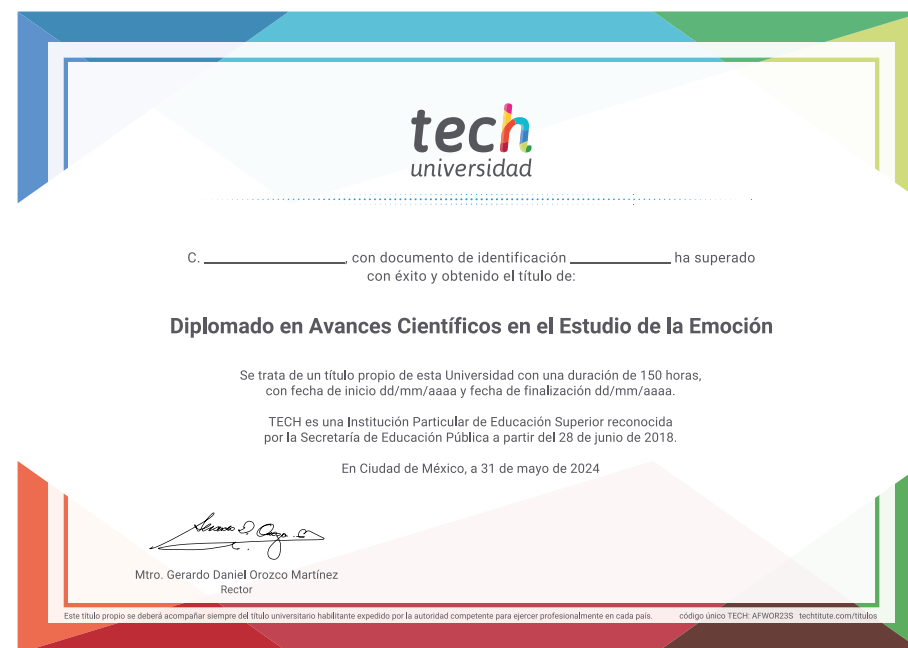 tech
universidad
C. ____________, con documento de identificación ____________ ha superado
con éxito y obtenido el título de:
Diplomado en Avances Científicos en el Estudio de la Emoción
Se trata de un título propio de esta Universidad con una duración de 150 horas,
con fecha de inicio dd/mm/aaaa y fecha de finalización dd/mm/aaaa.
TECH es una Institución Particular de Educación Superior reconocida
por la Secretaría de Educación Pública a partir del 28 de junio de 2018.
En Ciudad de México, a 31 de mayo de 2024
Mtro. Gerardo Daniel Orozco Martínez
Rector
Este título propio se deberá acompañar siempre del título universitario habilitante expedido por la autoridad competente para ejercer profesionalmente en cada país. código único TECH: AFWOR23S techtitute.com/titulos